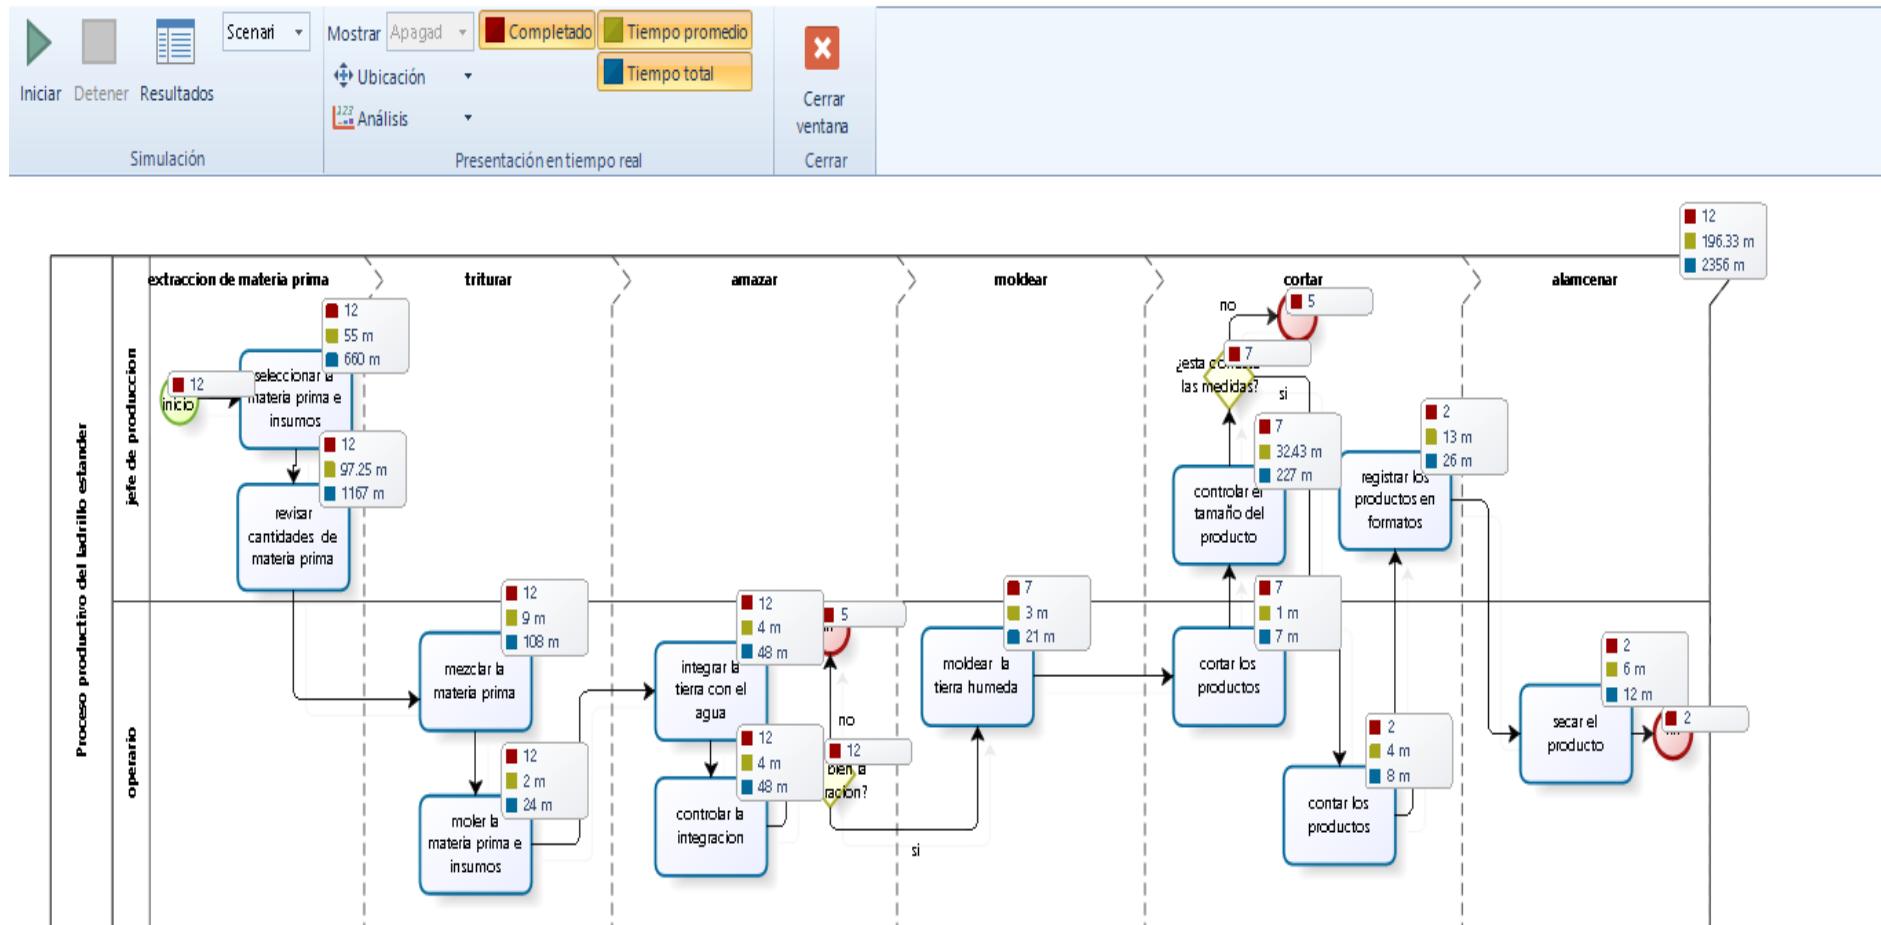 Iniciar
Detener
Resultados
Scenari
Simulación
Mostrar
Apagad
Completado
Tiempo promedio
Ubicación
Tiempo total
Análisis
Presentación en tiempo real
Cerrar
ventana
Cerrar
12
196.33 m
2356 m
Proceso productivo del ladrillo estander
jefe de produccion
operario
extraccion de materia prima
triturar
amazar
moldear
cortar
alamcenar
12
inicio
12
55 m
660 m
seleccionar la
materia prima e
insumos
12
97.25 m
1167 m
revisar
cantidades de
materia prima
12
9 m
108 m
mezclar la
materia prima
12
2 m
24 m
moler la
materia prima e
insumos
12
4 m
48 m
integrar la
tierra con el
agua
12
4 m
48 m
controlar la
integracion
5
no
12
bien la
racion?
si
7
3 m
21 m
moldear la
tierra humeda
7
1 m
7 m
cortar los
productos
7
32.43 m
227 m
controlar el
tamaño del
producto
7
¿esta
las medidas?
no
5
si
2
4 m
8 m
contar los
productos
2
13 m
26 m
registrar los
productos en
formatos
2
6 m
12 m
secar el
producto
2